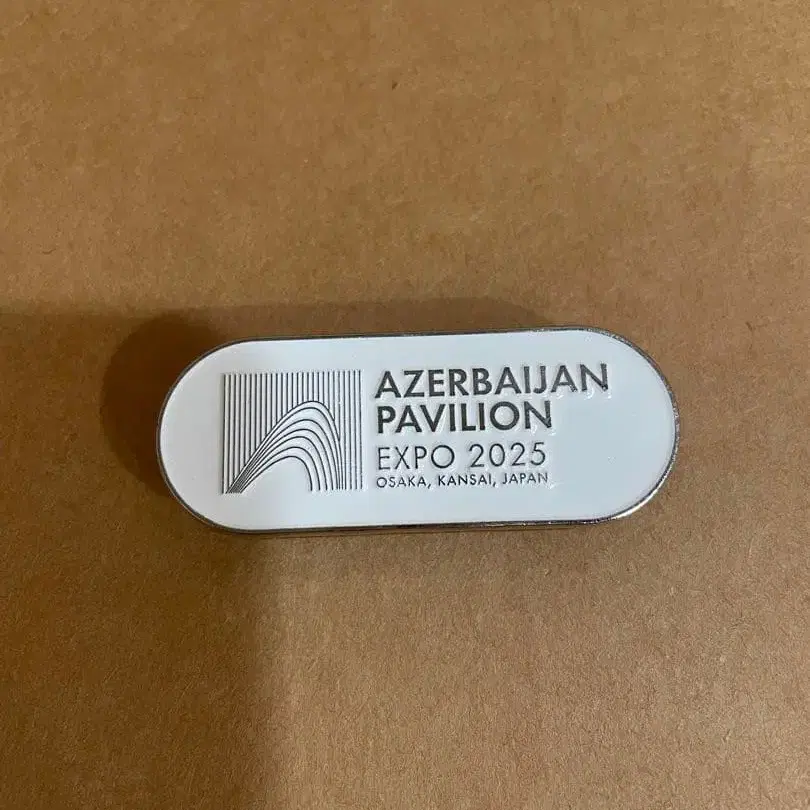 AZERBAIJAN
PAVILION
EXPO 2025
OSAKA, KANSAI, JAPAN